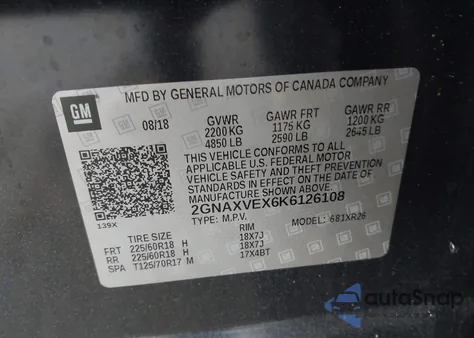 MFD BY GENERAL MOTORS OF CANADA COMPANY
GM
08/18 GVWR GAWR FRT GAWR RR
2200 KG 1175 KG 1200 KG
4850 LB 2590 LB 2645 LB
THIS VEHICLE CONFORMS TO ALL
APPLICABLE U.S. FEDERAL MOTOR
VEHICLE SAFETY AND THEFT PREVENTION
STANDARDS IN EFFECT ON THE DATE OF
MANUFACTURE SHOWN ABOVE.
2GNAXVEX6K6126108
139X TYPE: M.P.V. MODEL: 681XR26
TIRE SIZE RIM
FRT 225/60R18 H 18X7J
RR 225/60R18 H 18X7J
SPA T125/70R17 M 17X4BT
autoSnap